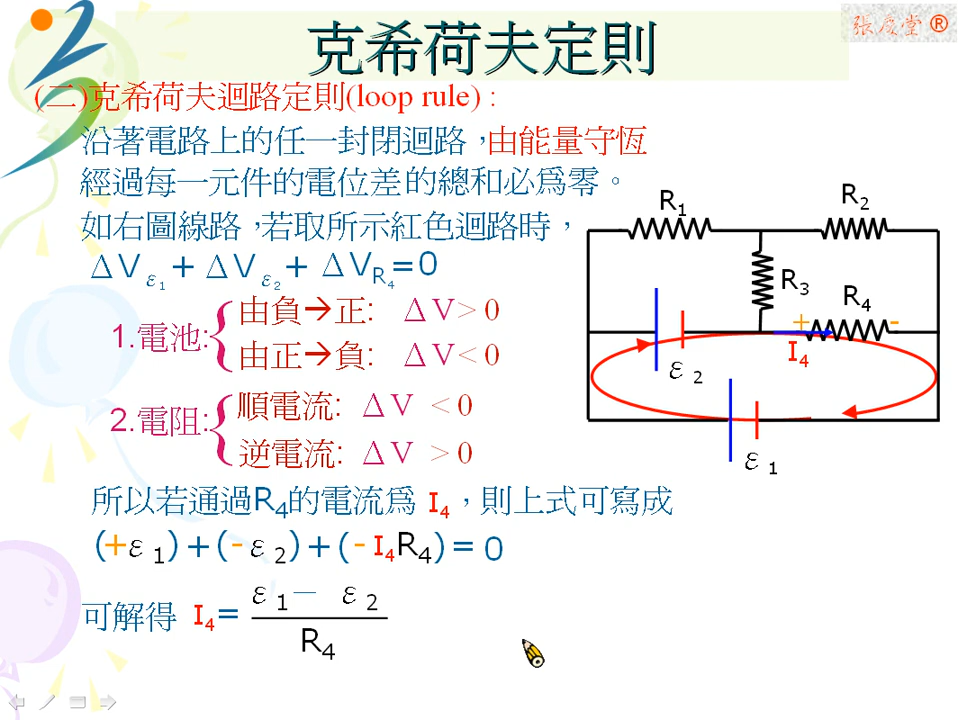 克希荷夫定則
張慶堂 ®
(二)克希荷夫迴路定則(loop rule) :
沿著電路上的任一封閉迴路，由能量守恆
經過每一元件的電位差的總和必為零。
如右圖線路，若取所示紅色迴路時，
ΔV ε1 + ΔV ε2 + ΔV R4 = 0
1.電池:
由負→正: ΔV > 0
由正→負: ΔV < 0
2.電阻:
順電流: ΔV < 0
逆電流: ΔV > 0
所以若通過R4的電流為 I4 ，則上式可寫成
(+ε1)+(-ε2)+(-I4R4)= 0
可解得 I4= ε1－ ε2
R4
R1
R2
R3
R4
+ -
I4
ε2
ε1